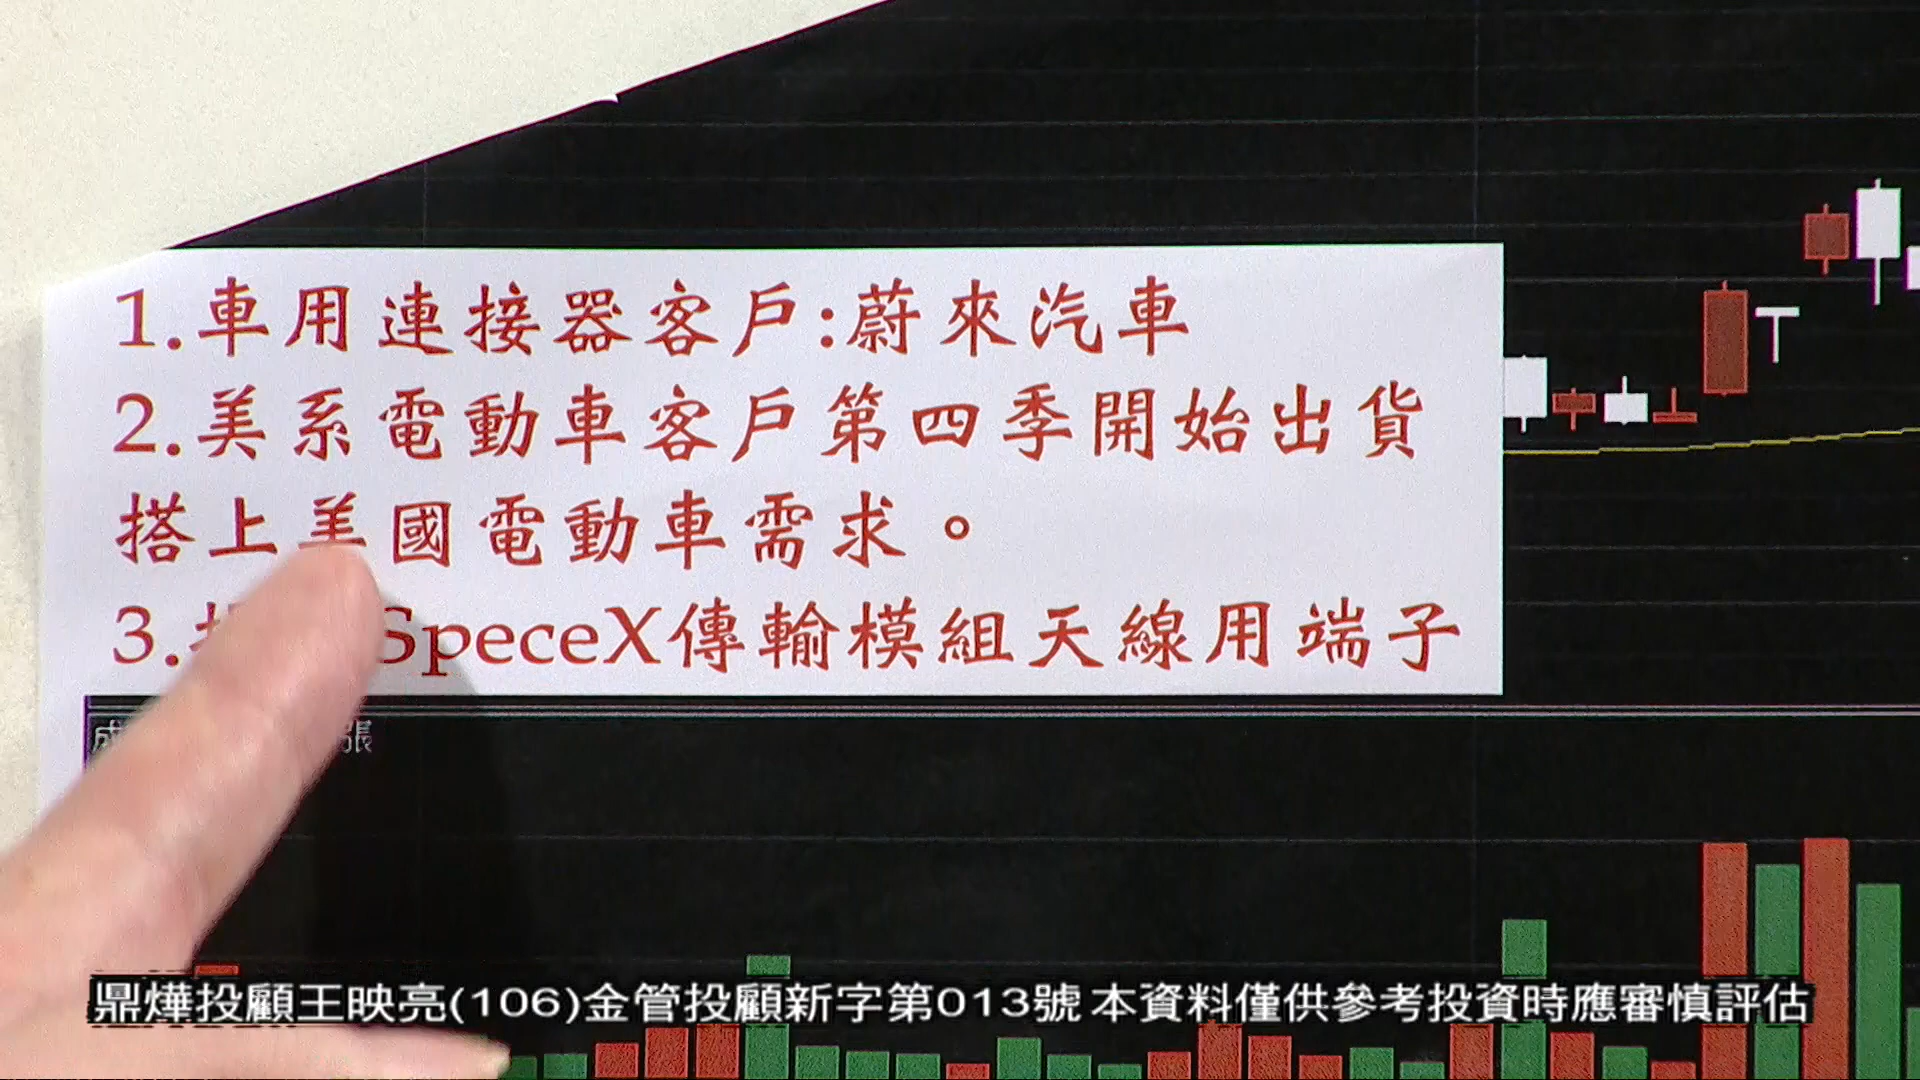 1.車用連接器客戶:蔚來汽車
2.美系電動車客戶第四季開始出貨
搭上美國電動車需求。
3. SpeceX傳輸模組天線用端子
成 張
鼎燁投顧王映亮(106)金管投顧新字第013號 本資料僅供參考投資時應審慎評估